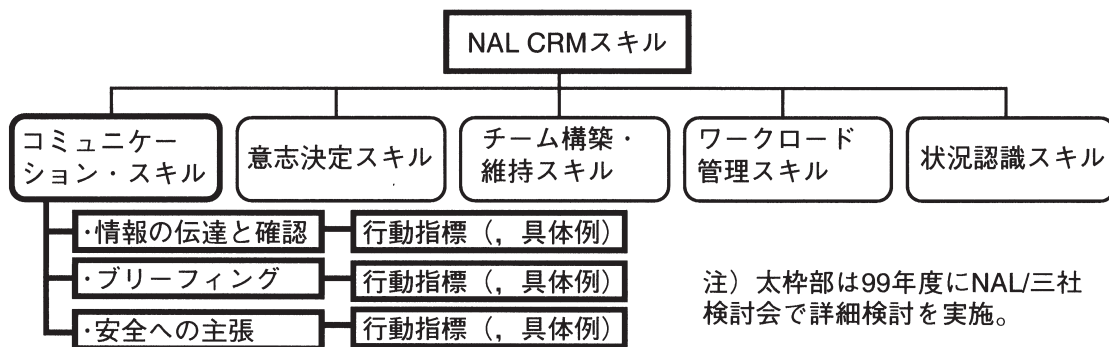 NAL CRMスキル
コミュニケー
ション・スキル
意志決定スキル
チーム構築・
維持スキル
ワークロード
管理スキル
状況認識スキル
・情報の伝達と確認
行動指標（，具体例）
・ブリーフィング
行動指標（，具体例）
・安全への主張
行動指標（，具体例）
注）太枠部は99年度にNAL/三社
検討会で詳細検討を実施。